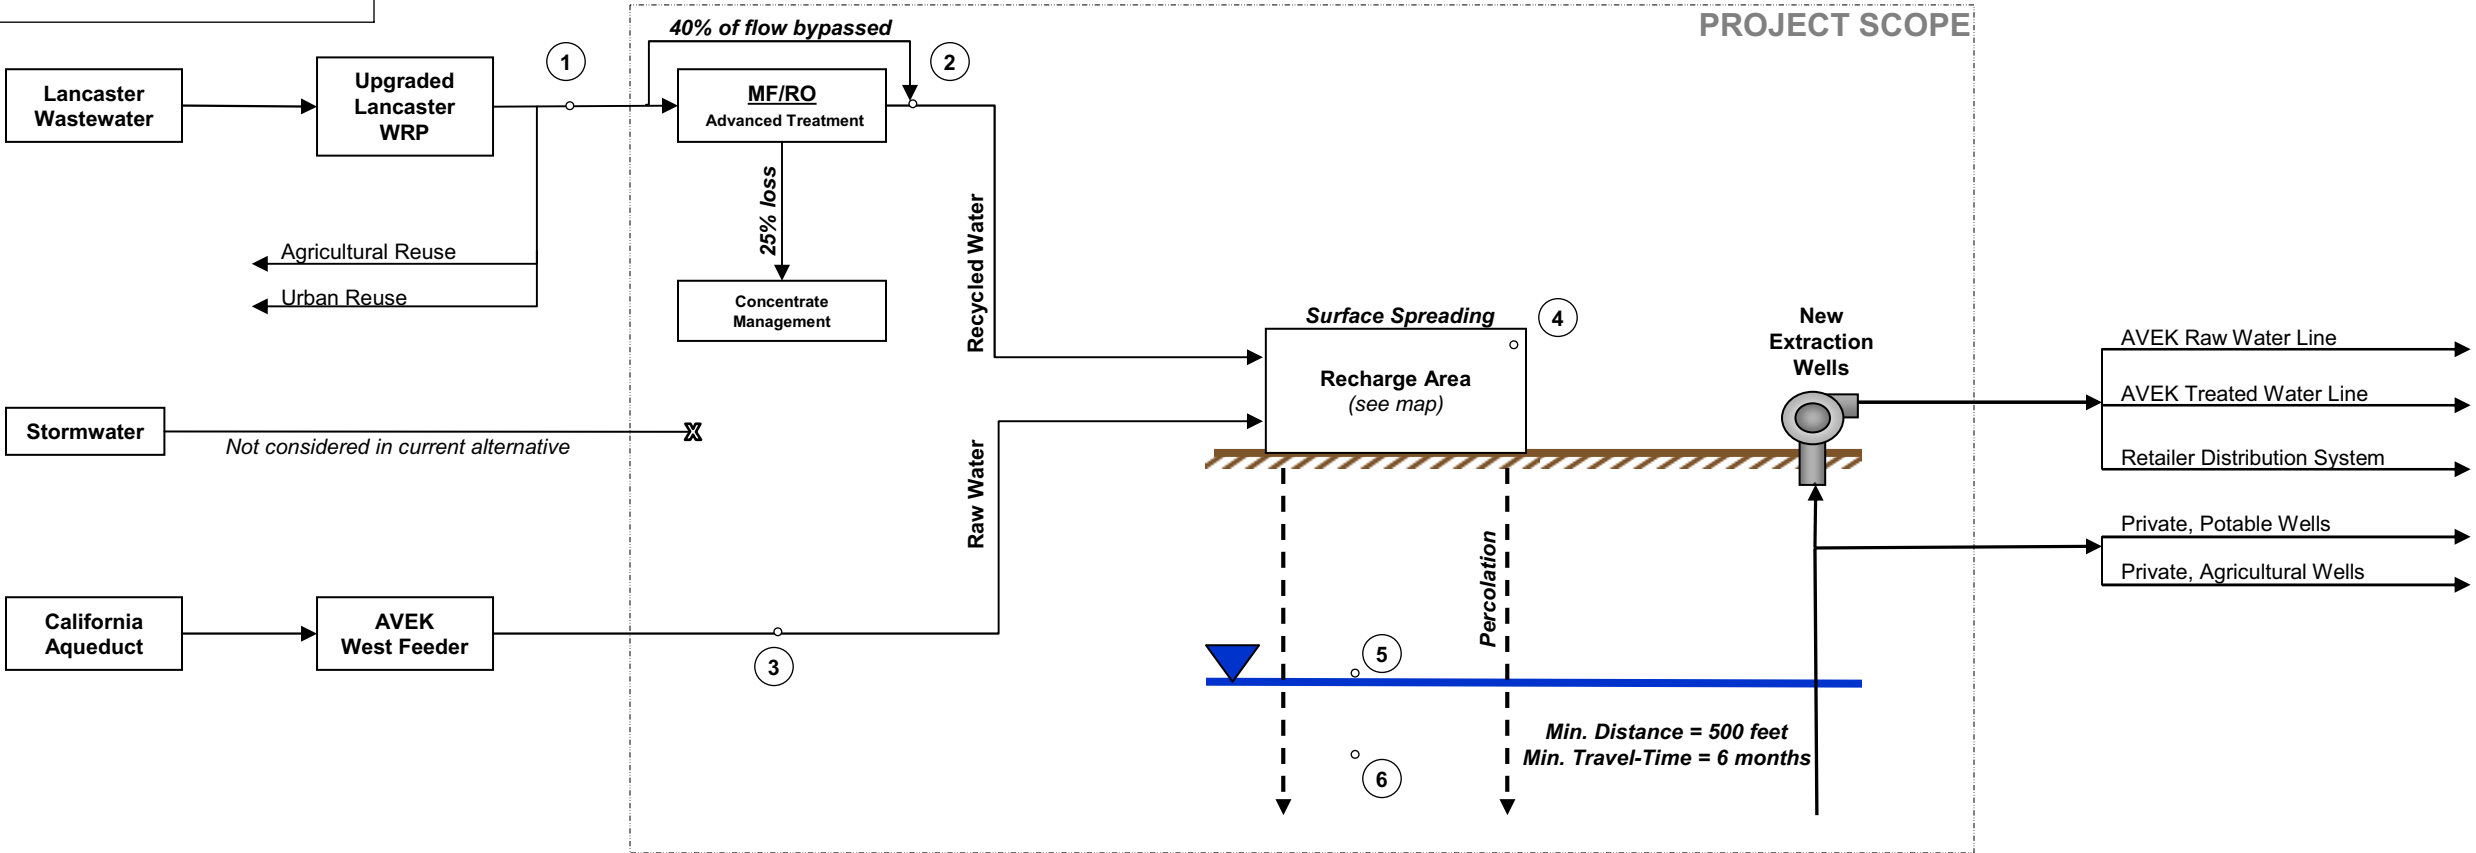 PROJECT SCOPE
40% of flow bypassed
1
2
Lancaster
Wastewater
Upgraded
Lancaster
WRP
MF/RO
Advanced Treatment
25% loss
Agricultural Reuse
Urban Reuse
Concentrate
Management
Recycled Water
Surface Spreading
4
Recharge Area
(see map)
New
Extraction
Wells
AVEK Raw Water Line
AVEK Treated Water Line
Retailer Distribution System
Stormwater
Not considered in current alternative
X
Raw Water
Private, Potable Wells
Private, Agricultural Wells
Percolation
California
Aqueduct
AVEK
West Feeder
3
5
6
Min. Distance = 500 feet
Min. Travel-Time = 6 months